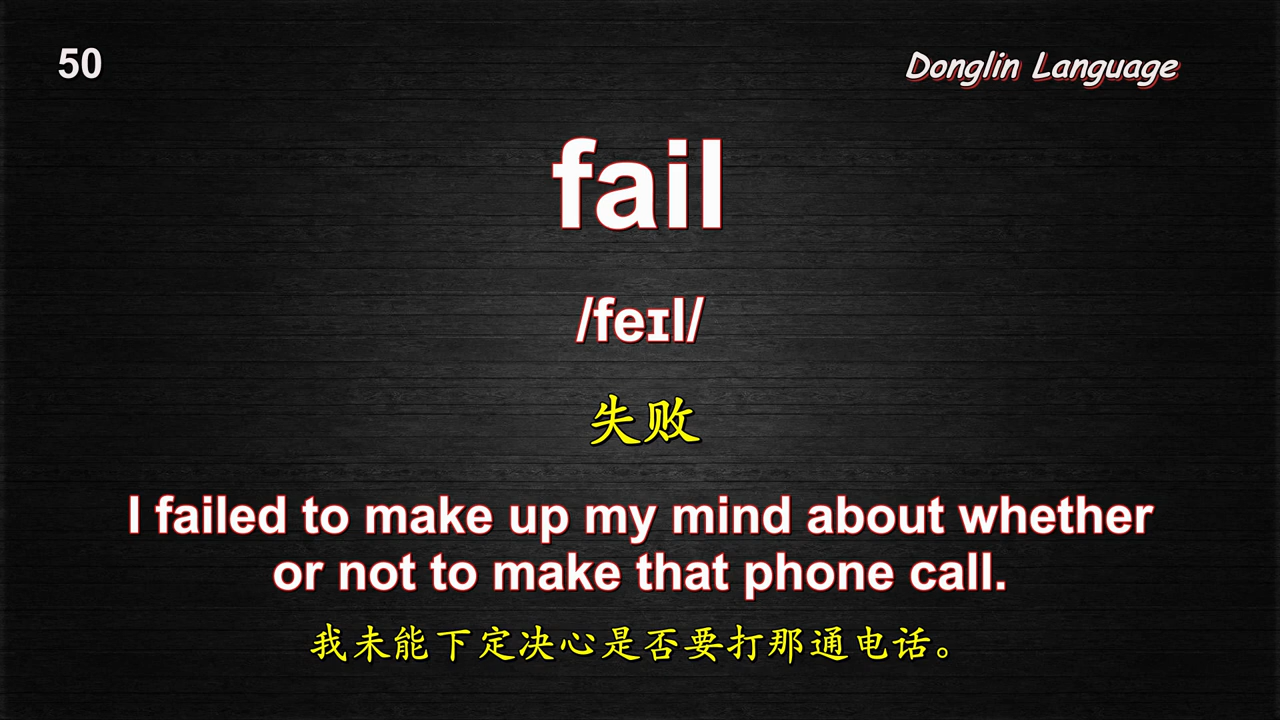 50
Donglin Language
fail
/feɪl/
失败
I failed to make up my mind about whether
or not to make that phone call.
我未能下定决心是否要打那通电话。